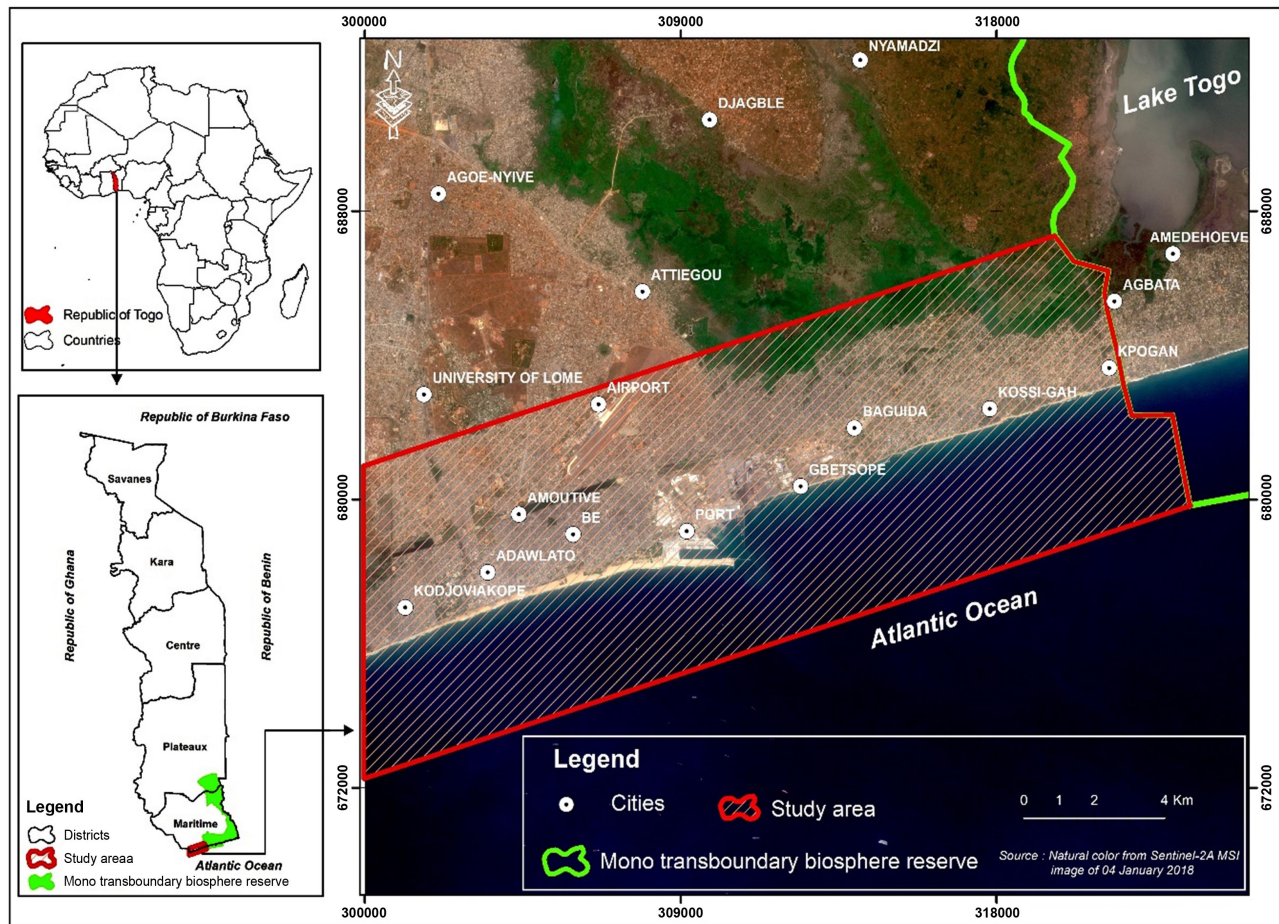 300000
309000
318000
N
NYAMADZI
Lake Togo
DJAGBLE
AGOE-NYIVE
688000
688000
AMEDEHOEVE
ATTIEGOU
AGBATA
KPOGAN
UNIVERSITY OF LOME
AIRPORT
KOSSI-GAH
BAGUIDA
GBETSOPE
680000
680000
AMOUTIVE
BE
PORT
ADAWLATO
KODJOVIAKOPE
Atlantic Ocean
672000
672000
Legend
Cities
Study area
Mono transboundary biosphere reserve
0 1 2 4 Km
Source : Natural color from Sentinel-2A MSI
image of 04 January 2018
300000
309000
318000
Republic of Togo
Countries
Republic of Burkina Faso
Savanes
Kara
Republic of Ghana
Republic of Benin
Centre
Plateaux
Maritime
Atlantic Ocean
Legend
Districts
Study areaa
Mono transboundary biosphere reserve